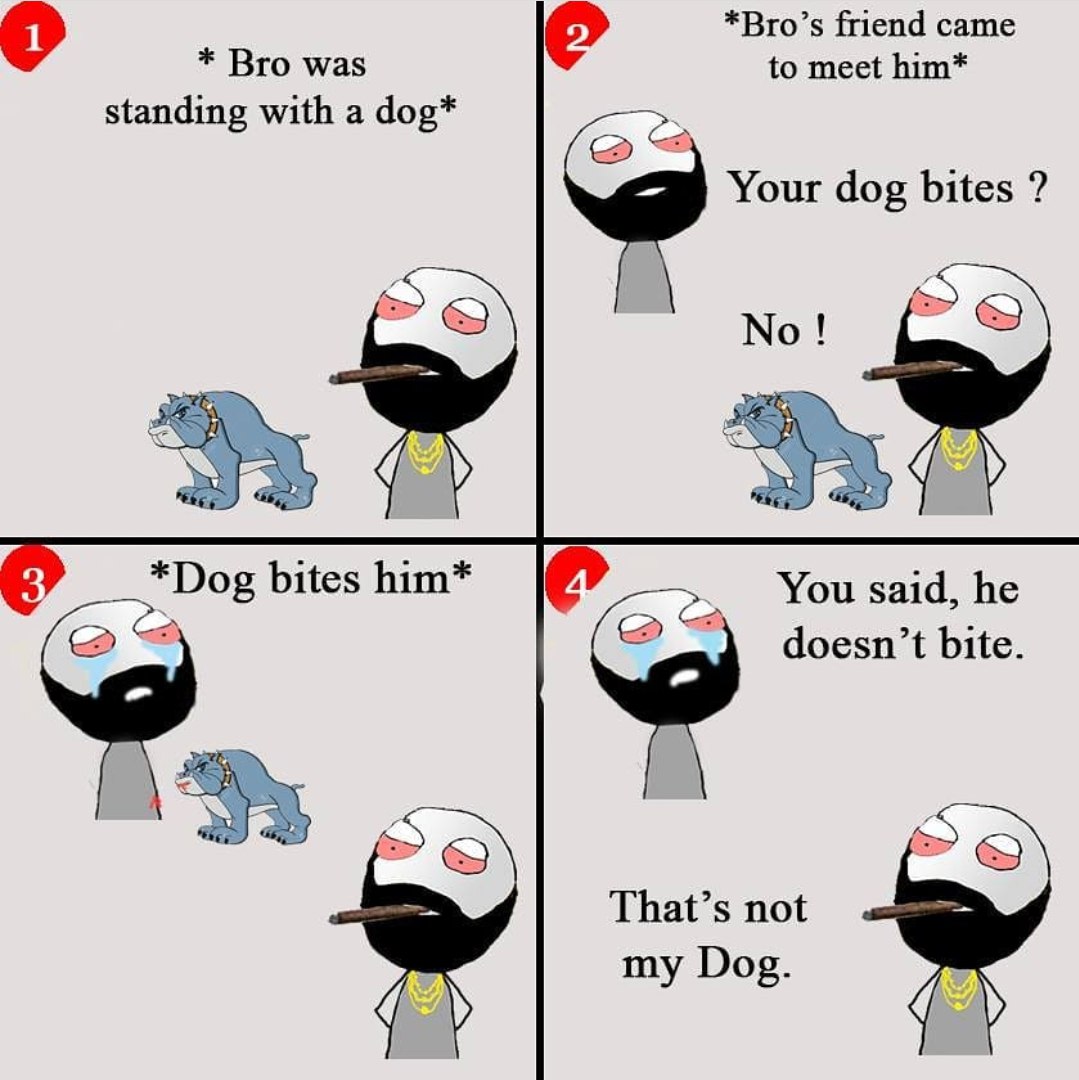 1
* Bro was
standing with a dog*
2
*Bro's friend came
to meet him*
Your dog bites ?
No !
3
*Dog bites him*
4
You said, he
doesn't bite.
That's not
my Dog.